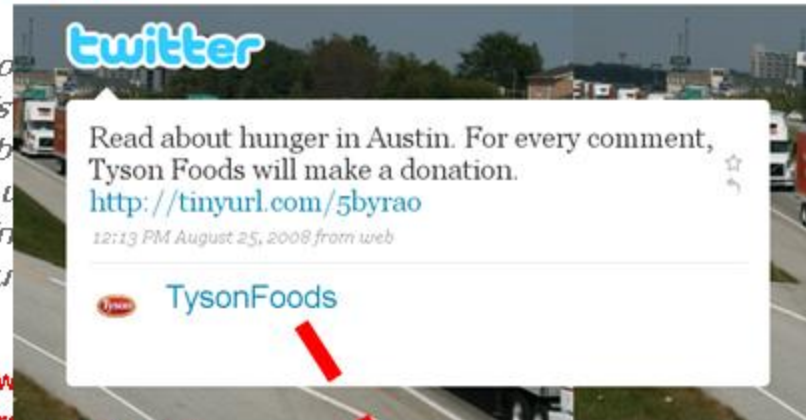 twitter
Read about hunger in Austin. For every comment,
Tyson Foods will make a donation.
http://tinyurl.com/5byrao
12:13 PM August 25, 2008 from web
Tyson
TysonFoods